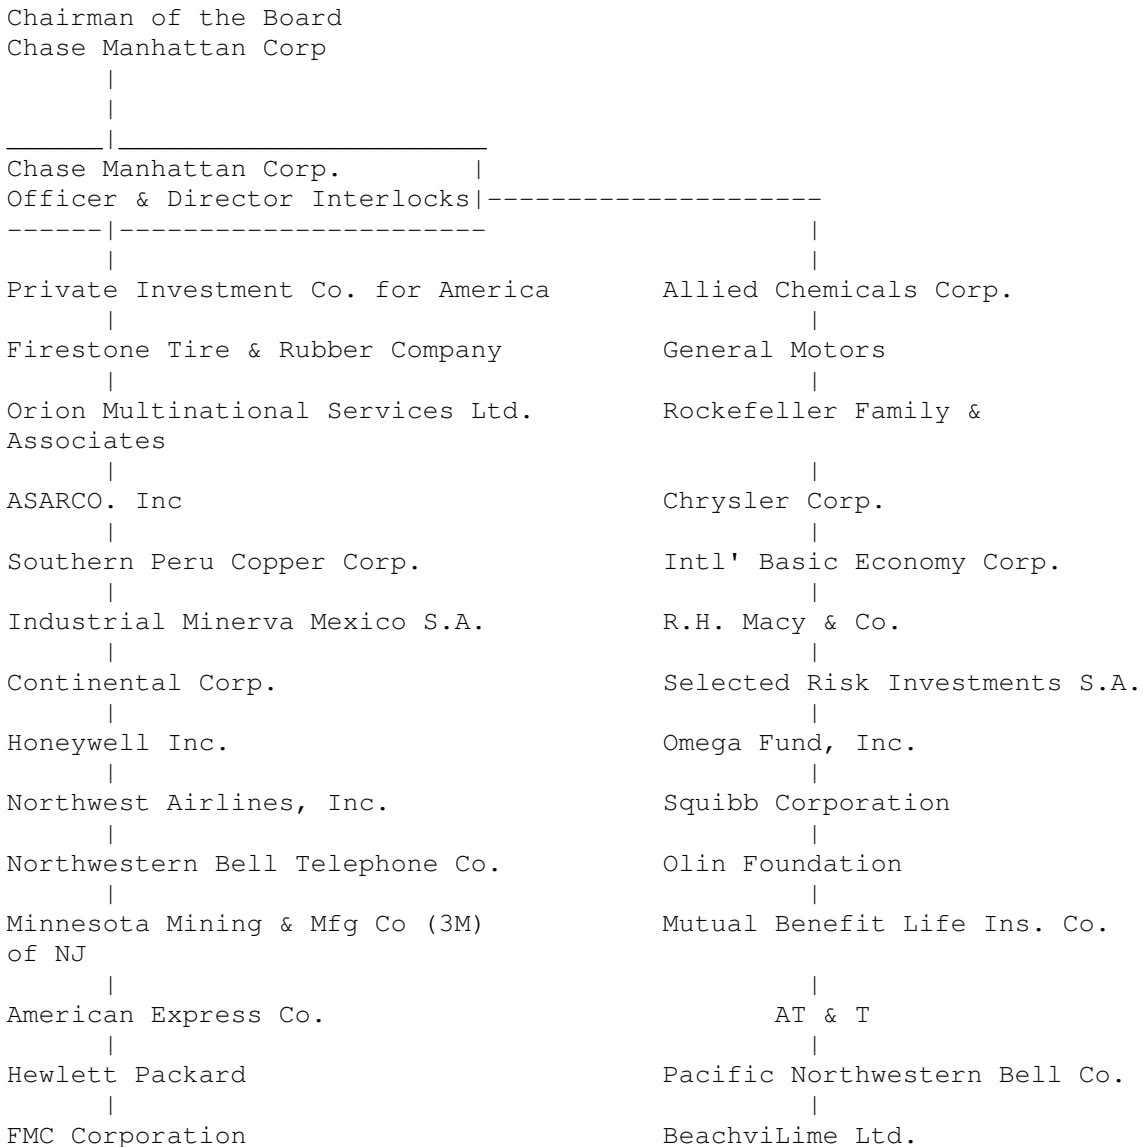 Chairman of the Board
Chase Manhattan Corp
|
|
______|_______________________
Chase Manhattan Corp. |
Officer & Director Interlocks|---------------------
------|----------------------- |
| |
Private Investment Co. for America Allied Chemicals Corp.
| |
Firestone Tire & Rubber Company General Motors
| |
Orion Multinational Services Ltd. Rockefeller Family &
Associates
| |
ASARCO. Inc Chrysler Corp.
| |
Southern Peru Copper Corp. Intl' Basic Economy Corp.
| |
Industrial Minerva Mexico S.A. R.H. Macy & Co.
| |
Continental Corp. Selected Risk Investments S.A.
| |
Honeywell Inc. Omega Fund, Inc.
| |
Northwest Airlines, Inc. Squibb Corporation
| |
Northwestern Bell Telephone Co. Olin Foundation
| |
Minnesota Mining & Mfg Co (3M) Mutual Benefit Life Ins. Co.
of NJ
| |
American Express Co. AT & T
| |
Hewlett Packard Pacific Northwestern Bell Co.
| |
FMC Corporation BeachviLime Ltd.